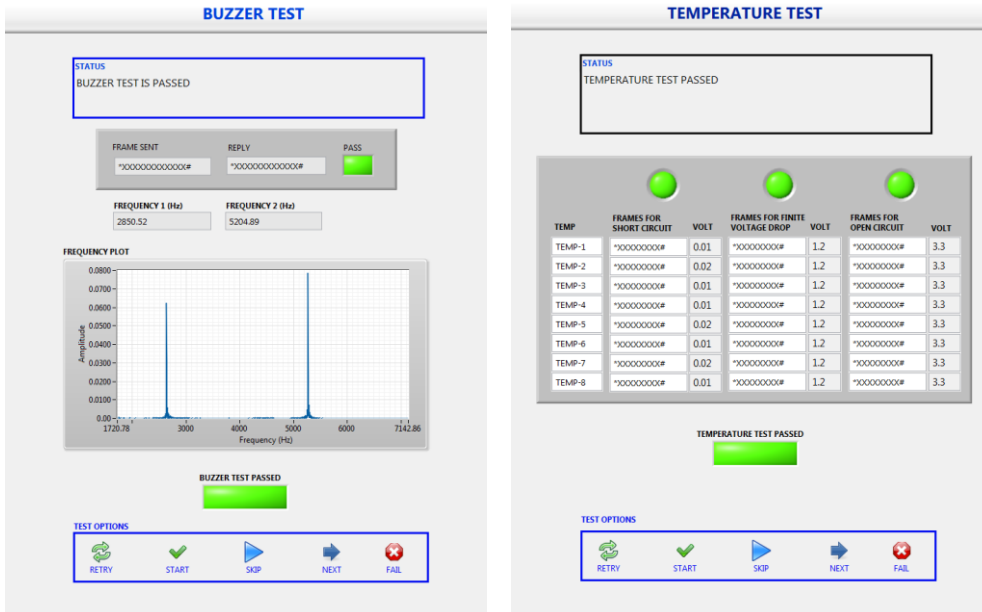 BUZZER TEST
STATUS
BUZZER TEST IS PASSED
FRAME SENT REPLY PASS
*XXXXXXXXXXXX# *XXXXXXXXXXXX#
FREQUENCY 1 (Hz) FREQUENCY 2 (Hz)
2850.52 5204.89
FREQUENCY PLOT
0.0800
0.0700
0.0600
0.0500
0.0400
0.0300
0.0200
0.0100
0.00
Amplitude
1720.78 3000 4000 5000 6000 7142.86
Frequency (Hz)
BUZZER TEST PASSED
TEST OPTIONS
RETRY START SKIP NEXT FAIL
TEMPERATURE TEST
STATUS
TEMPERATURE TEST PASSED
TEMP FRAMES FOR SHORT CIRCUIT VOLT FRAMES FOR FINITE VOLTAGE DROP VOLT FRAMES FOR OPEN CIRCUIT VOLT
TEMP-1 *XXXXXXXX# 0.01 *XXXXXXXX# 1.2 *XXXXXXXX# 3.3
TEMP-2 *XXXXXXXX# 0.02 *XXXXXXXX# 1.2 *XXXXXXXX# 3.3
TEMP-3 *XXXXXXXX# 0.01 *XXXXXXXX# 1.2 *XXXXXXXX# 3.3
TEMP-4 *XXXXXXXX# 0.01 *XXXXXXXX# 1.2 *XXXXXXXX# 3.3
TEMP-5 *XXXXXXXX# 0.02 *XXXXXXXX# 1.2 *XXXXXXXX# 3.3
TEMP-6 *XXXXXXXX# 0.01 *XXXXXXXX# 1.2 *XXXXXXXX# 3.3
TEMP-7 *XXXXXXXX# 0.02 *XXXXXXXX# 1.2 *XXXXXXXX# 3.3
TEMP-8 *XXXXXXXX# 0.01 *XXXXXXXX# 1.2 *XXXXXXXX# 3.3
TEMPERATURE TEST PASSED
TEST OPTIONS
RETRY START SKIP NEXT FAIL